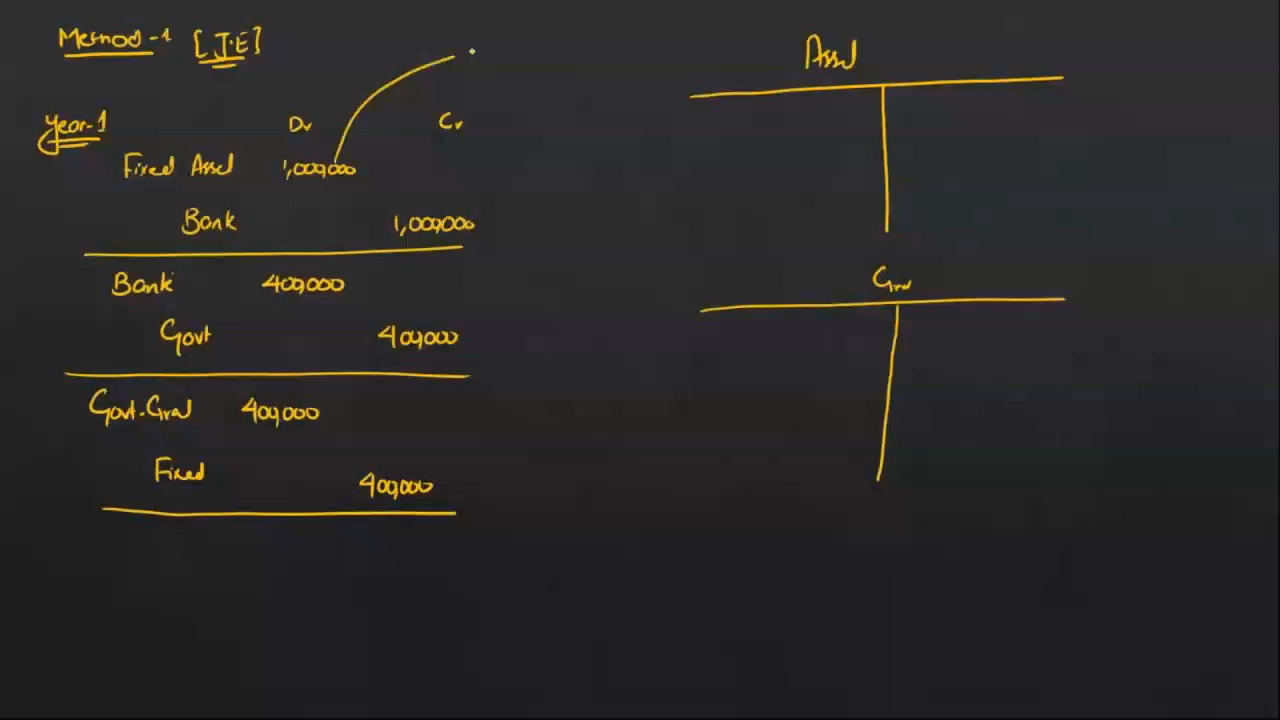 Method-1 [J.E]
Year-1
Dr Cr
Fixed Asset 1,000,000
Bank 1,000,000
Bank 400,000
Govt 400,000
Govt.Grant 400,000
Fixed 400,000
Asset